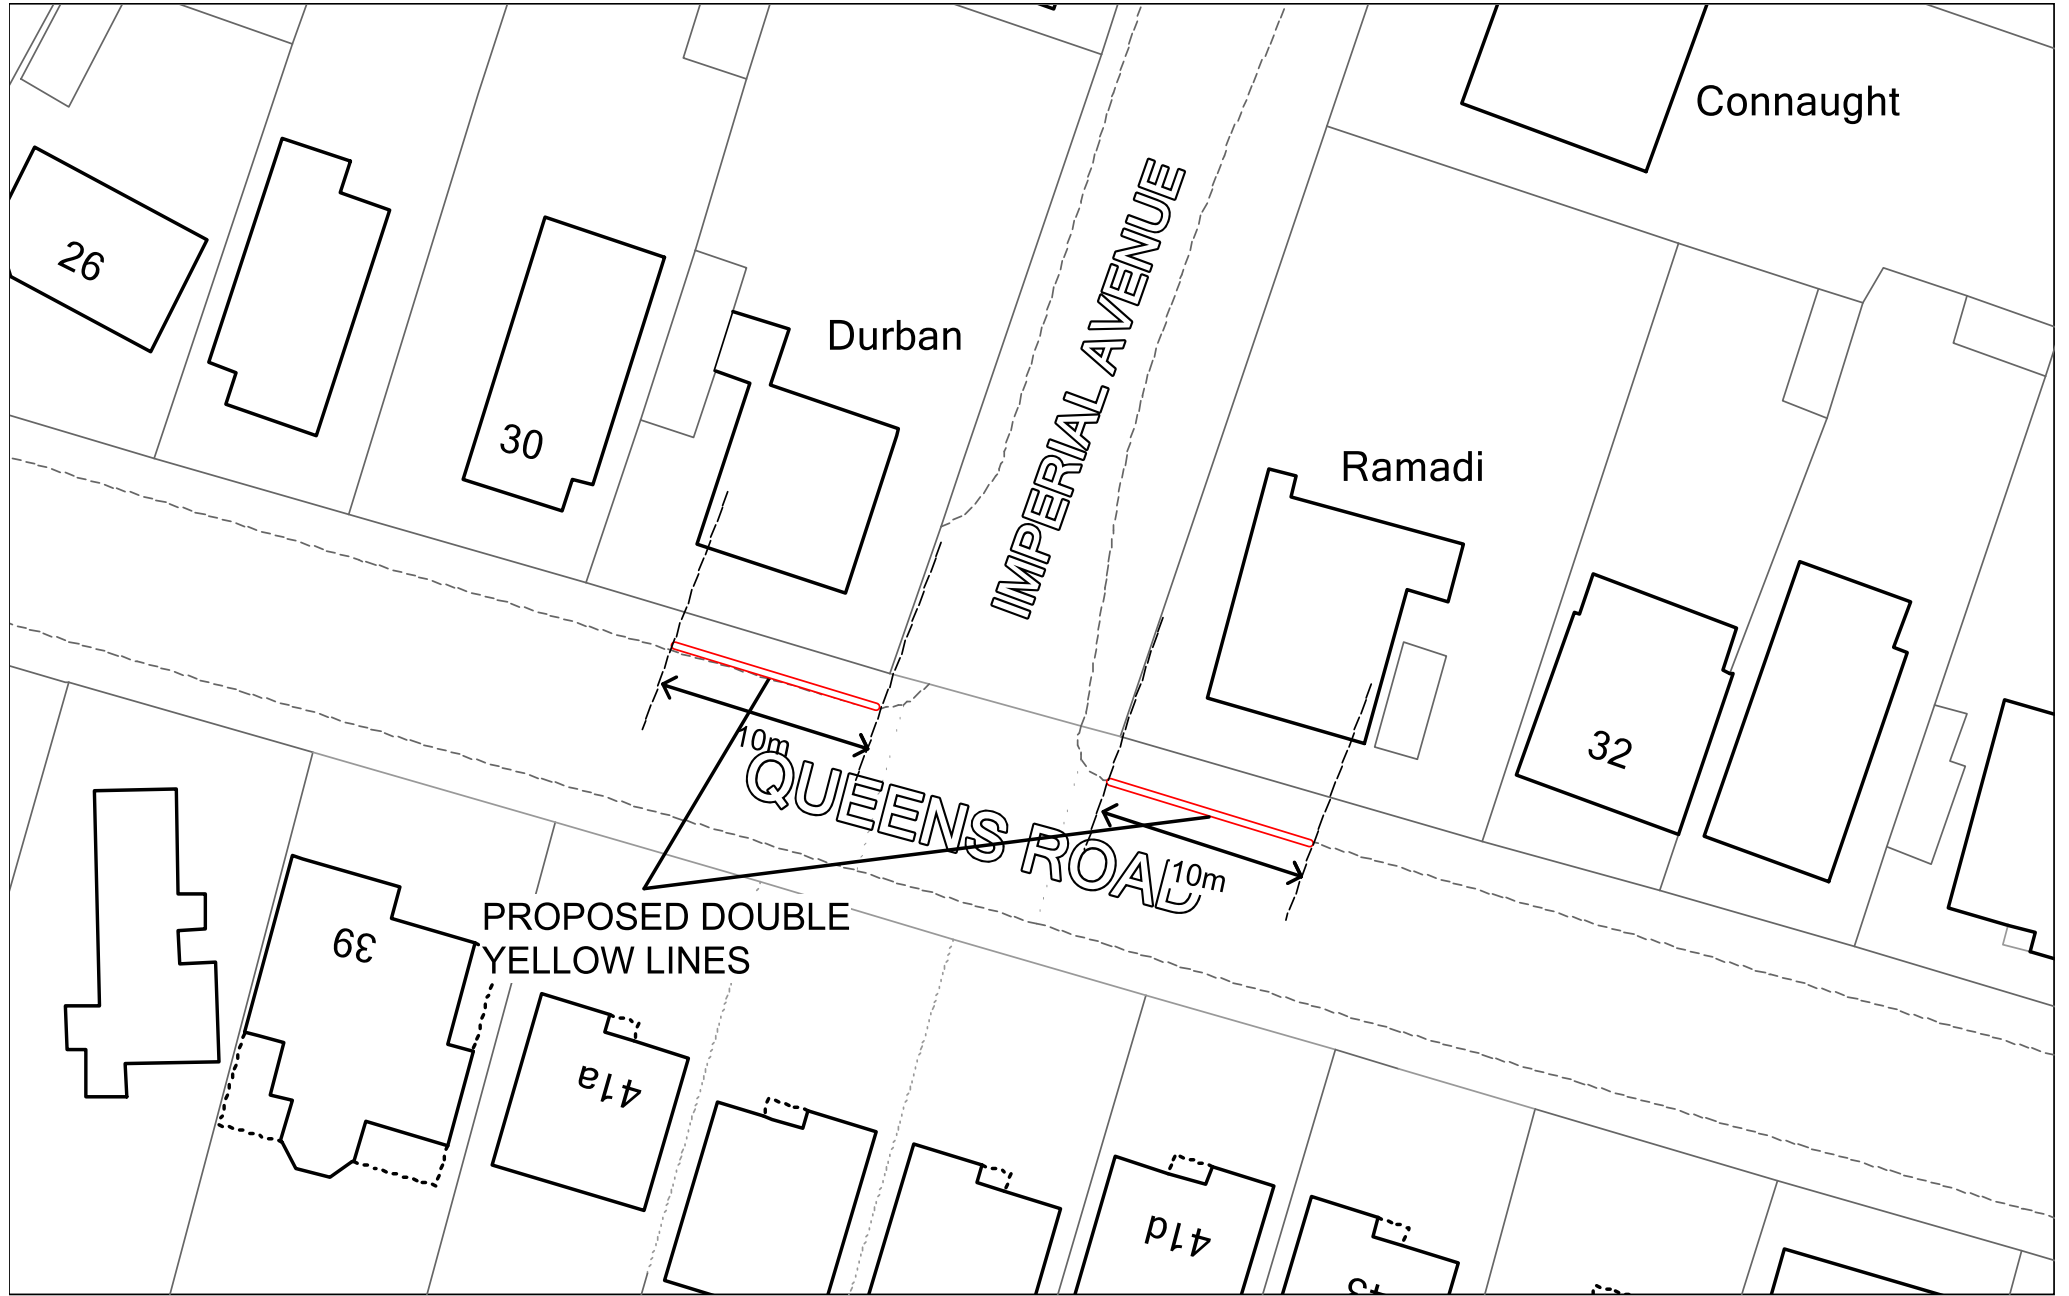 Connaught
IMPERIAL AVENUE
26
Durban
30
Ramadi
10m
32
QUEENS ROAD
10m
PROPOSED DOUBLE
YELLOW LINES
39
41a
41d